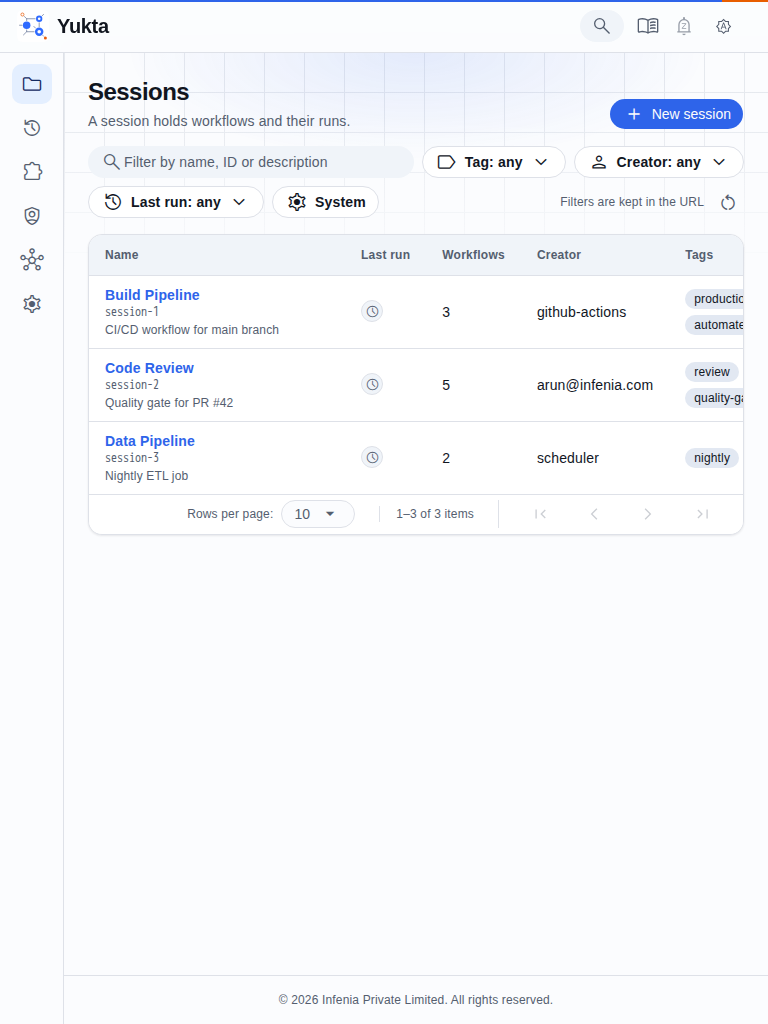 Yukta
Sessions
A session holds workflows and their runs.
New session
Filter by name, ID or description
Tag: any
Creator: any
Last run: any
System
Filters are kept in the URL
Name Last run Workflows Creator Tags
Build Pipeline
session-1
CI/CD workflow for main branch
3
github-actions
productio
automate
Code Review
session-2
Quality gate for PR #42
5
arun@infenia.com
review
quality-ga
Data Pipeline
session-3
Nightly ETL job
2
scheduler
nightly
Rows per page: 10 1–3 of 3 items
© 2026 Infenia Private Limited. All rights reserved.